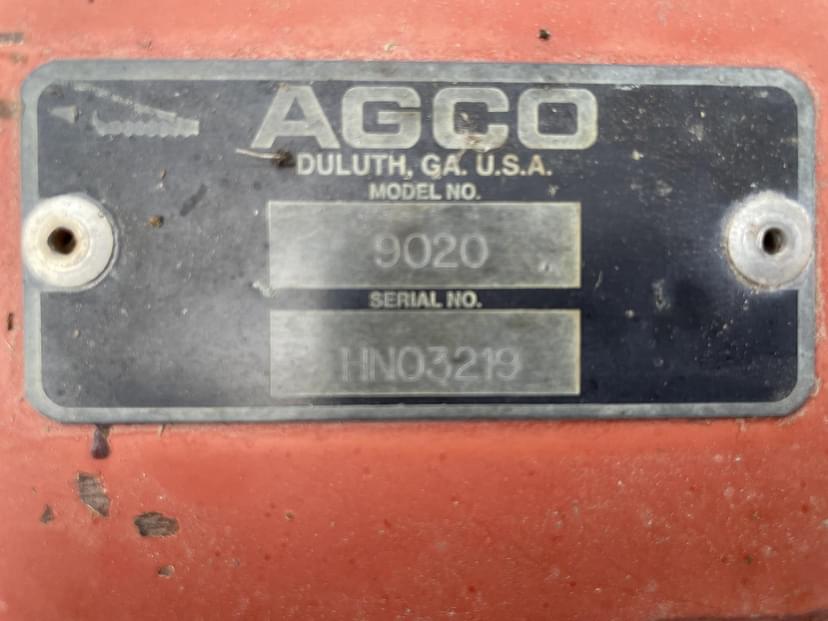 AGCO
DULUTH, GA. U.S.A.
MODEL NO.
9020
SERIAL NO.
HN03219